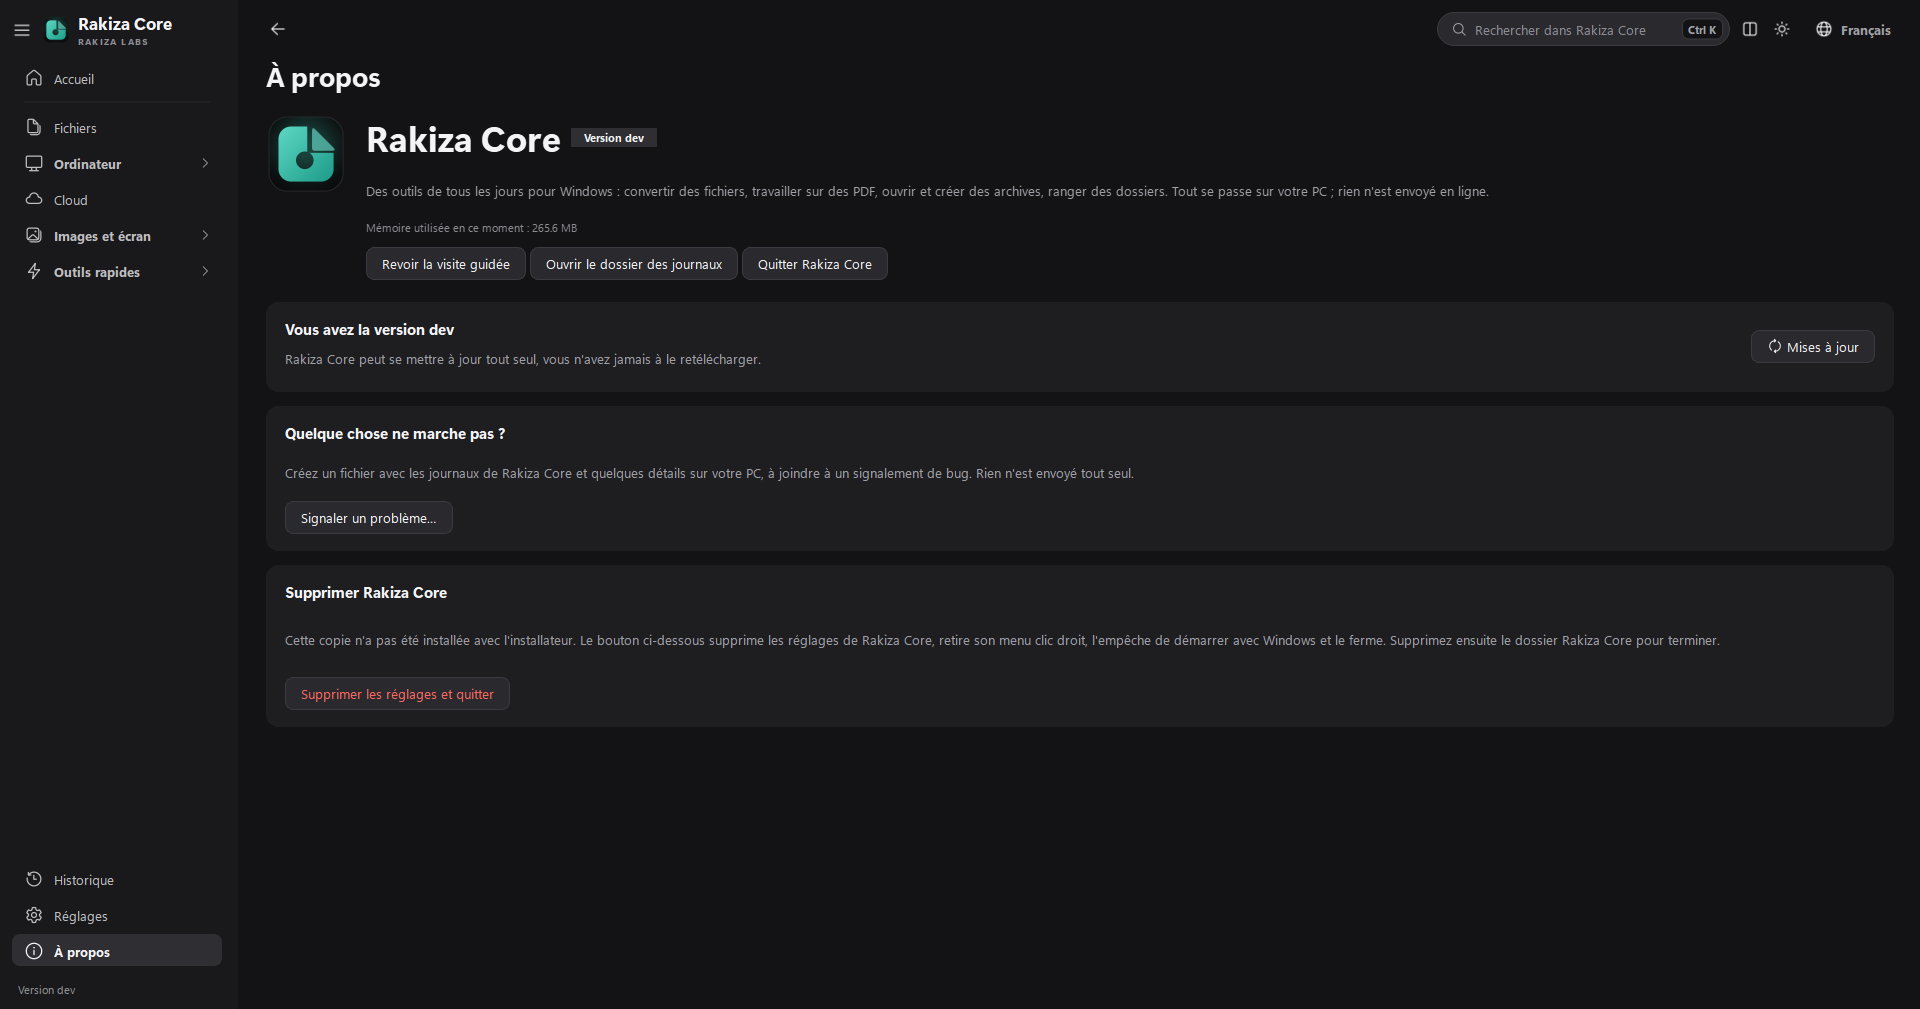 Rakiza Core
RAKIZA LABS
Rechercher dans Rakiza Core
Ctrl K
Français
Accueil
Fichiers
Ordinateur
Cloud
Images et écran
Outils rapides
À propos
Rakiza Core
Version dev
Des outils de tous les jours pour Windows : convertir des fichiers, travailler sur des PDF, ouvrir et créer des archives, ranger des dossiers. Tout se passe sur votre PC ; rien n'est envoyé en ligne.
Mémoire utilisée en ce moment : 265.6 MB
Revoir la visite guidée
Ouvrir le dossier des journaux
Quitter Rakiza Core
Vous avez la version dev
Rakiza Core peut se mettre à jour tout seul, vous n'avez jamais à le retélécharger.
Mises à jour
Quelque chose ne marche pas ?
Créez un fichier avec les journaux de Rakiza Core et quelques détails sur votre PC, à joindre à un signalement de bug. Rien n'est envoyé tout seul.
Signaler un problème...
Supprimer Rakiza Core
Cette copie n'a pas été installée avec l'installateur. Le bouton ci-dessous supprime les réglages de Rakiza Core, retire son menu clic droit, l'empêche de démarrer avec Windows et le ferme. Supprimez ensuite le dossier Rakiza Core pour terminer.
Supprimer les réglages et quitter
Historique
Réglages
À propos
Version dev